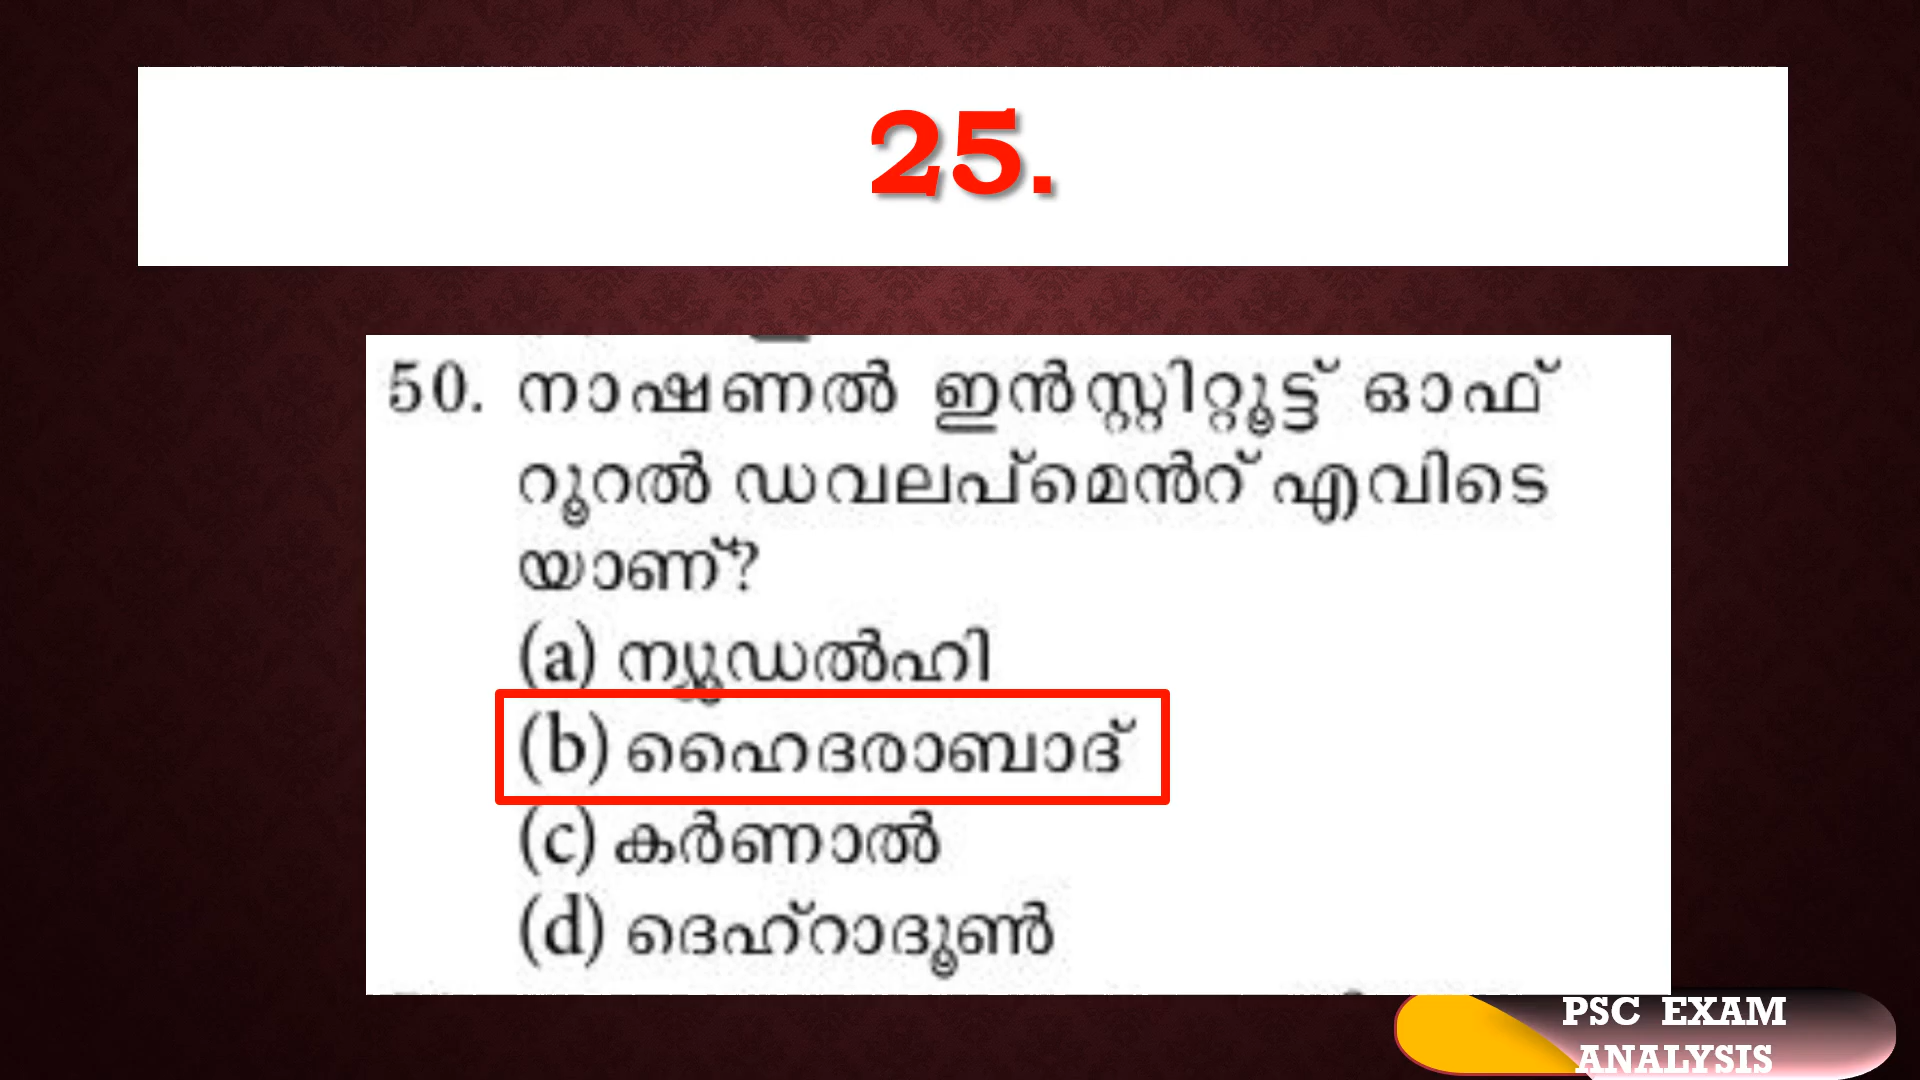 25.
50. നാഷണൽ ഇൻസ്റ്റിറ്റൂട്ട് ഓഫ്
റൂറൽ ഡവലപ്മെൻറ് എവിടെ
യാണ്?
(a) ന്യൂഡൽഹി
(b) ഹൈദരാബാദ്
(c) കർണാൽ
(d) ദെഹ്റാദൂൺ
PSC EXAM
ANALYSIS